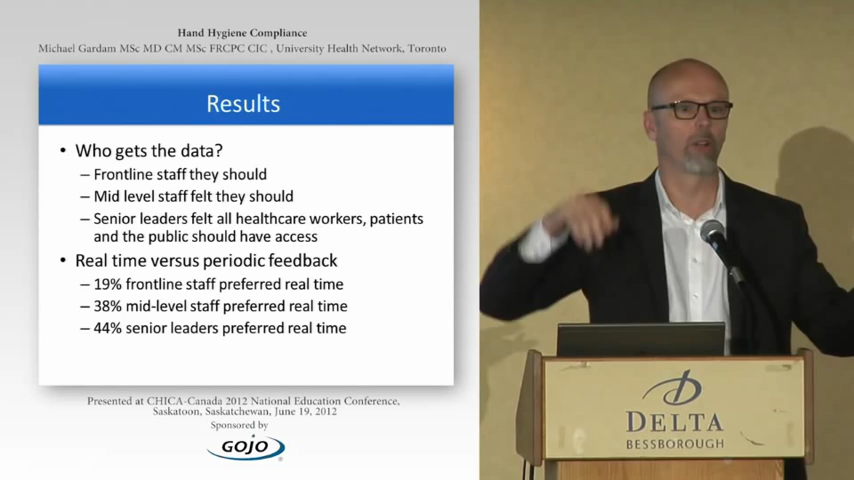 Hand Hygiene Compliance
Michael Gardam MSc MD CM MSc FRCPC CIC , University Health Network, Toronto
Results
• Who gets the data?
– Frontline staff they should
– Mid level staff felt they should
– Senior leaders felt all healthcare workers, patients
and the public should have access
• Real time versus periodic feedback
– 19% frontline staff preferred real time
– 38% mid-level staff preferred real time
– 44% senior leaders preferred real time
Presented at CHICA-Canada 2012 National Education Conference,
Saskatoon, Saskatchewan, June 19, 2012
Sponsored by
GOJO
DELTA
BESSBOROUGH